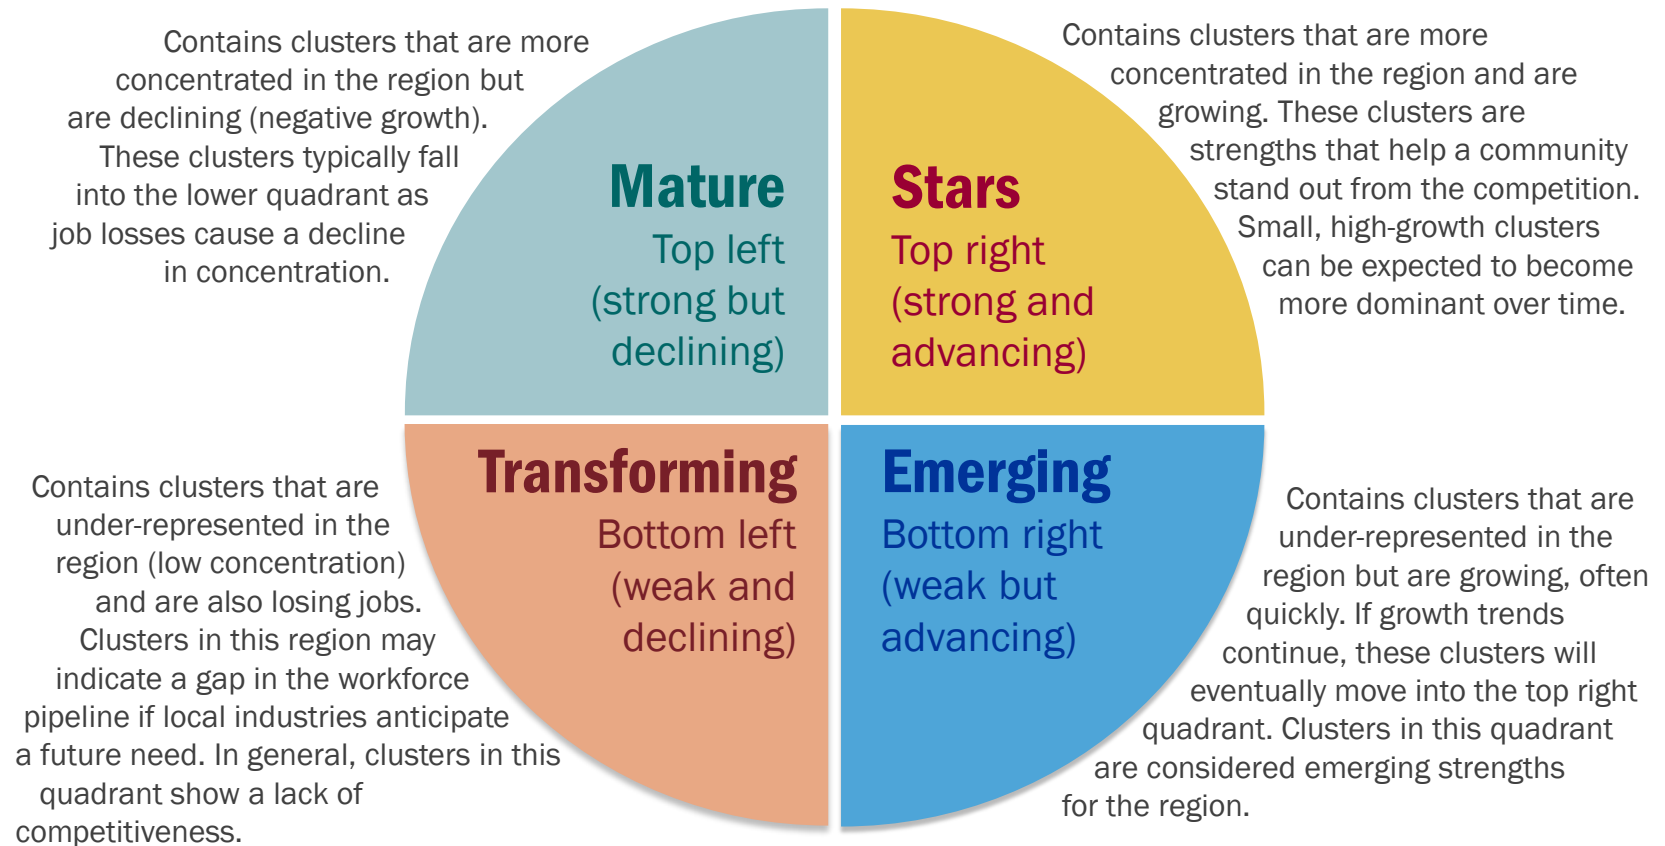 Contains clusters that are more
concentrated in the region but
are declining (negative growth).
These clusters typically fall
into the lower quadrant as
job losses cause a decline
in concentration.
Mature
Top left
(strong but
declining)
Stars
Top right
(strong and
advancing)
Contains clusters that are more
concentrated in the region and are
growing. These clusters are
strengths that help a community
stand out from the competition.
Small, high-growth clusters
can be expected to become
more dominant over time.
Contains clusters that are
under-represented in the
region (low concentration)
and are also losing jobs.
Clusters in this region may
indicate a gap in the workforce
pipeline if local industries anticipate
a future need. In general, clusters in this
quadrant show a lack of
competitiveness.
Transforming
Bottom left
(weak and
declining)
Emerging
Bottom right
(weak but
advancing)
Contains clusters that are
under-represented in the
region but are growing, often
quickly. If growth trends
continue, these clusters will
eventually move into the top right
quadrant. Clusters in this quadrant
are considered emerging strengths
for the region.